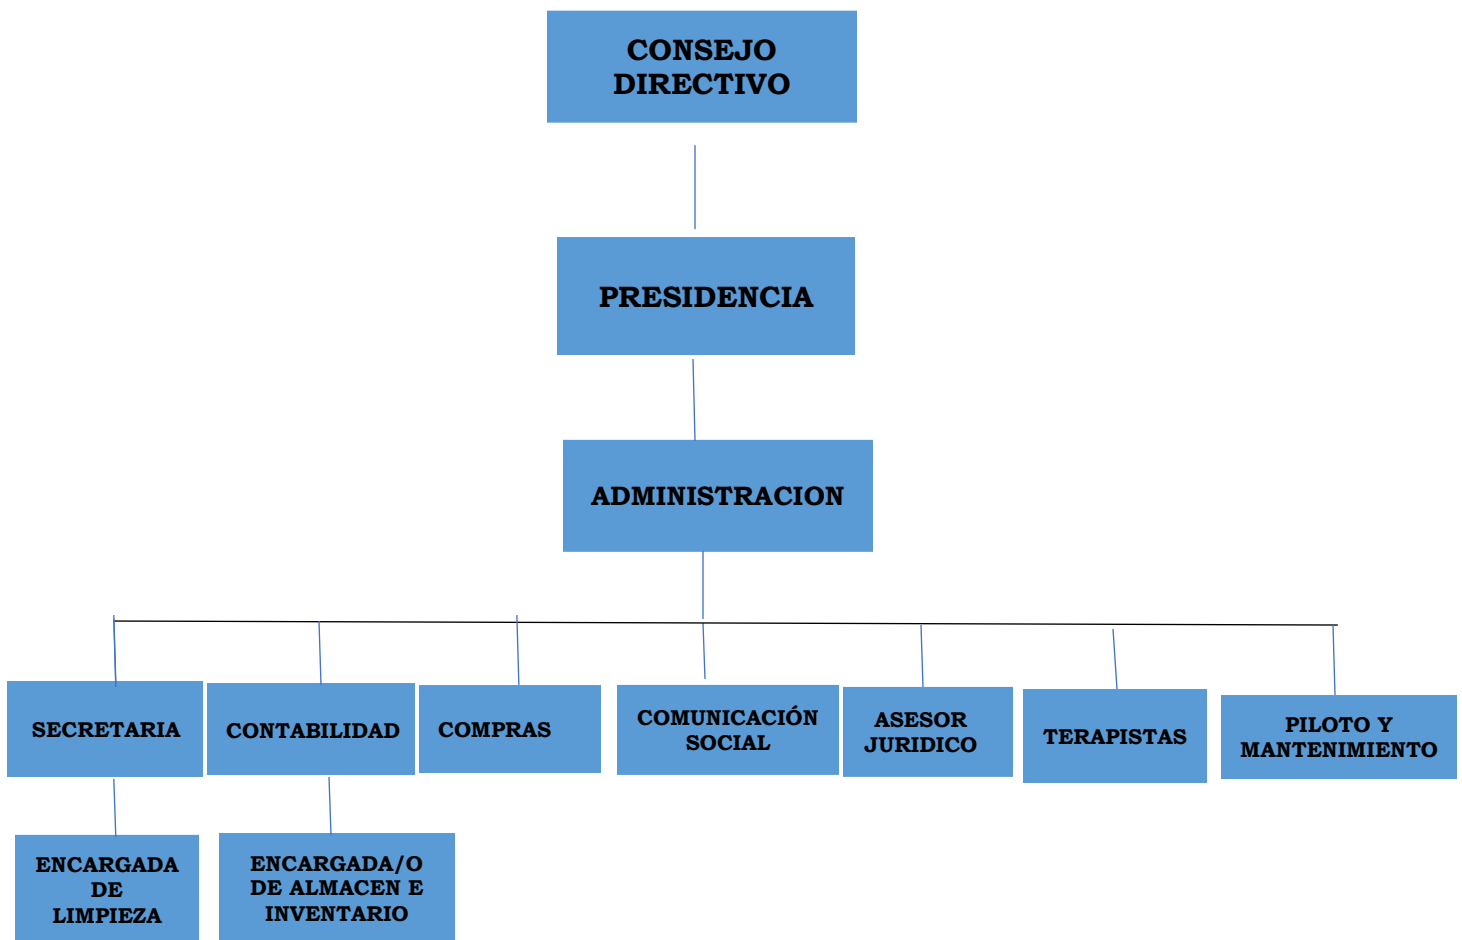 CONSEJO
DIRECTIVO
PRESIDENCIA
ADMINISTRACION
SECRETARIA
CONTABILIDAD
COMPRAS
COMUNICACIÓN
SOCIAL
ASESOR
JURIDICO
TERAPISTAS
PILOTO Y
MANTENIMIENTO
ENCARGADA
DE
LIMPIEZA
ENCARGADA/O
DE ALMACEN E
INVENTARIO